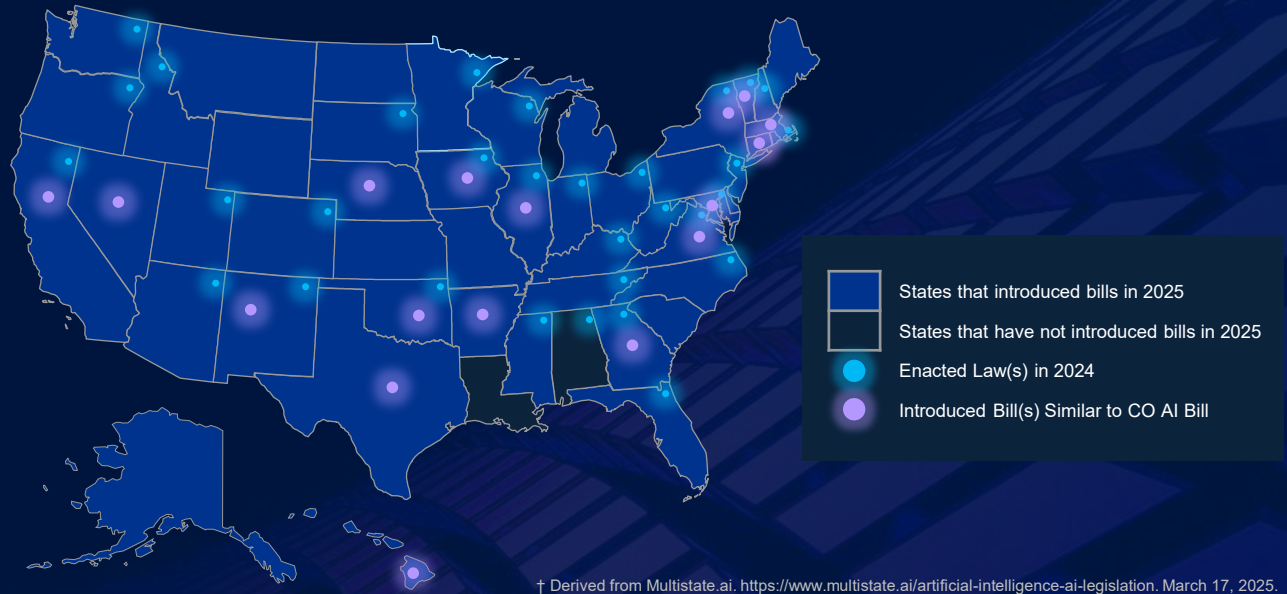 States that introduced bills in 2025
States that have not introduced bills in 2025
Enacted Law(s) in 2024
Introduced Bill(s) Similar to CO AI Bill
† Derived from Multistate.ai. https://www.multistate.ai/artificial-intelligence-ai-legislation. March 17, 2025.